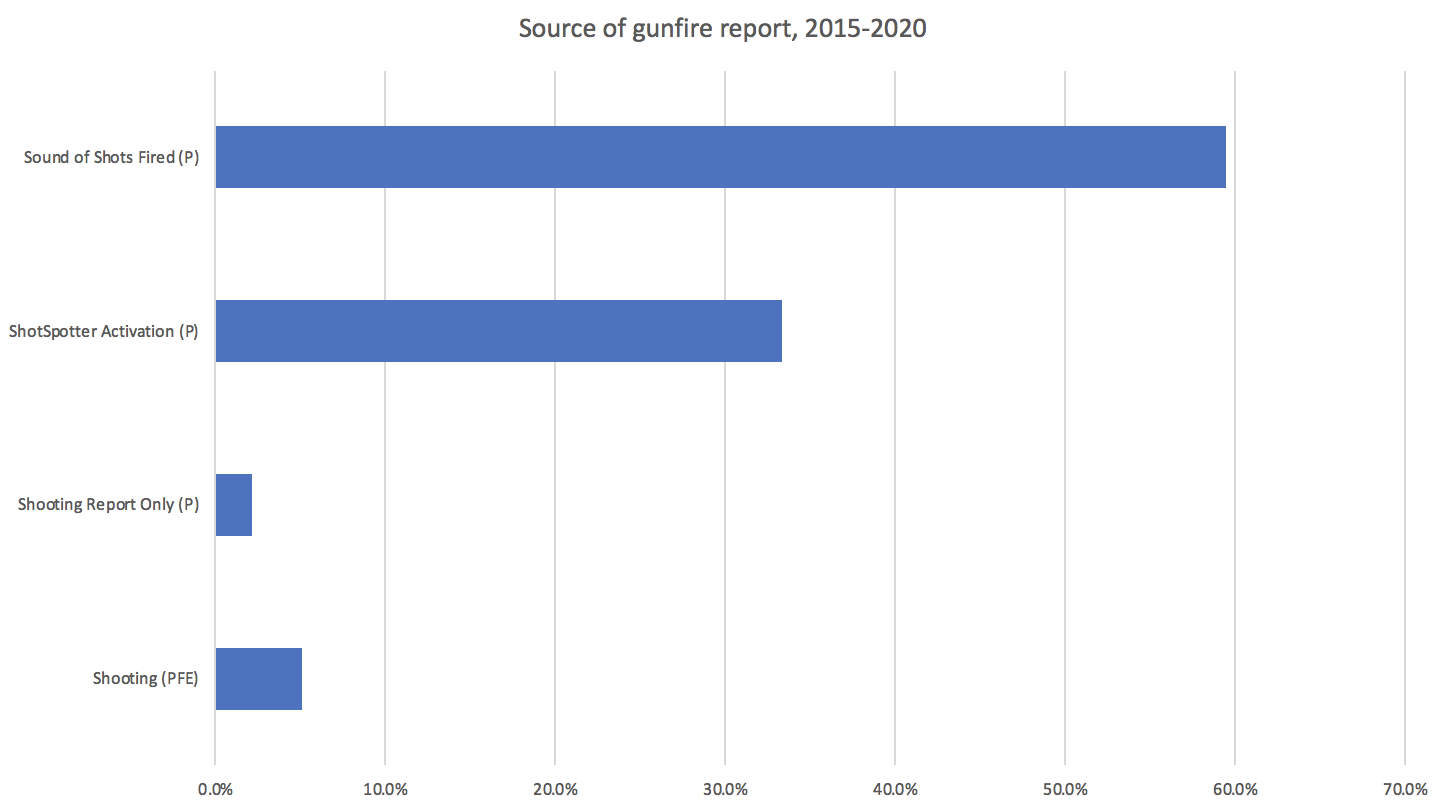 Source of gunfire report, 2015-2020
Sound of Shots Fired (P)
ShotSpotter Activation (P)
Shooting Report Only (P)
Shooting (PFE)
0.0% 10.0% 20.0% 30.0% 40.0% 50.0% 60.0% 70.0%